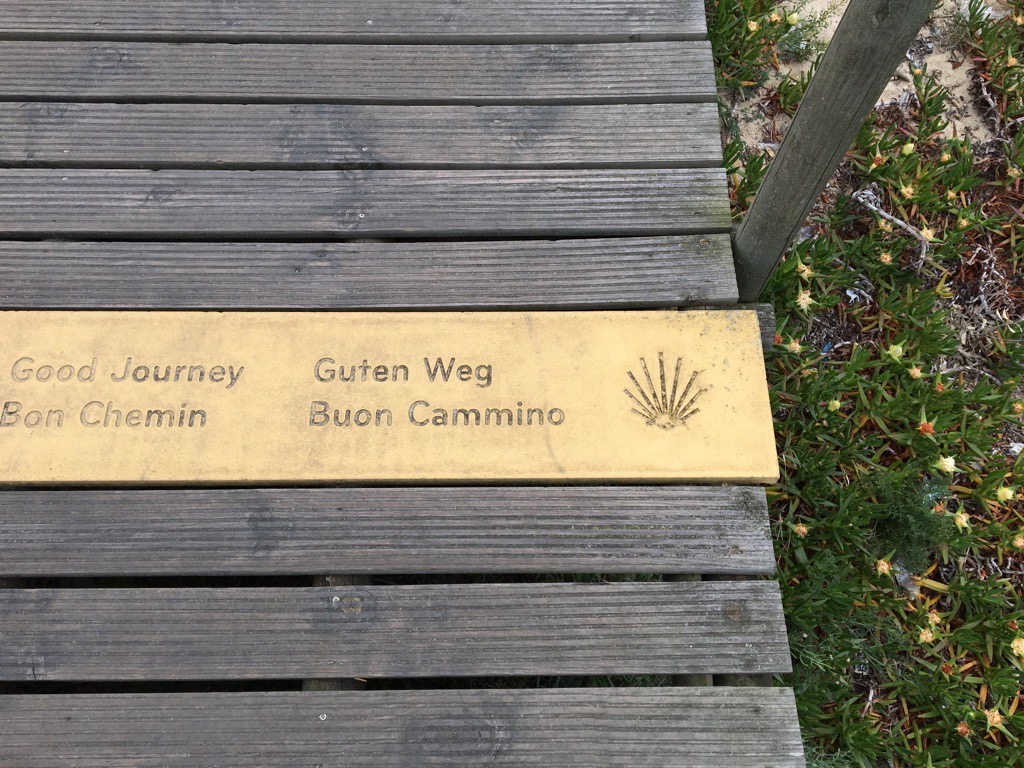 Good Journey Guten Weg
Bon Chemin Buon Cammino